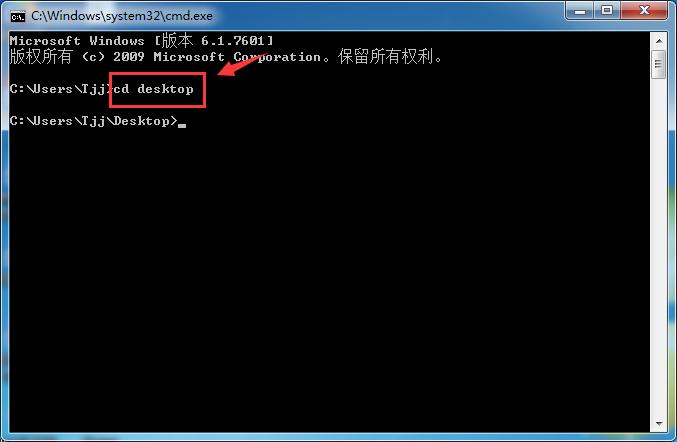 C:\Windows\system32\cmd.exe
Microsoft Windows [版本 6.1.7601]
版权所有 (c) 2009 Microsoft Corporation。保留所有权利。
C:\Users\Tjj>cd desktop
C:\Users\Tjj\Desktop>